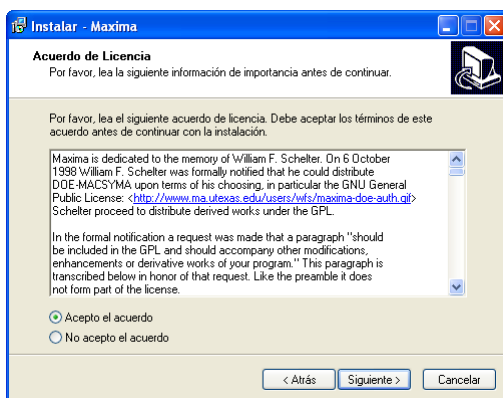 Instalar - Maxima
Acuerdo de Licencia
Por favor, lea la siguiente información de importancia antes de continuar.
Por favor, lea el siguiente acuerdo de licencia. Debe aceptar los términos de este
acuerdo antes de continuar con la instalación.
Maxima is dedicated to the memory of William F. Schelter. On 6 October
1998 William F. Schelter was formally notified that he could distribute
DOE-MACSYMA upon terms of his choosing, in particular the GNU General
Public License: <http://www.ma.utexas.edu/users/wfs/maxima-doe-auth.gif>
Schelter proceed to distribute derived works under the GPL.
In the formal notification a request was made that a paragraph "should
be included in the GPL and should accompany other modifications,
enhancements or derivative works of your program." This paragraph is
transcribed below in honor of that request. Like the preamble it does
not form part of the license.
Acepto el acuerdo
No acepto el acuerdo
< Atrás Siguiente > Cancelar